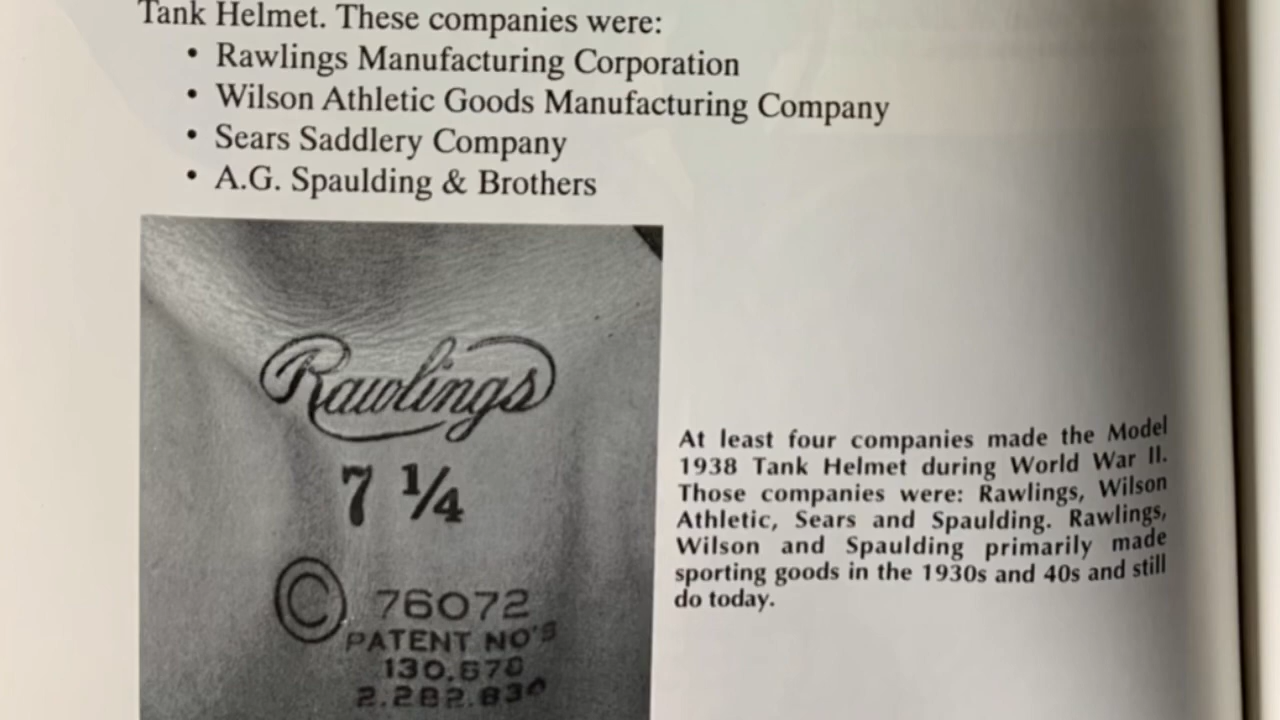 Tank Helmet. These companies were:
• Rawlings Manufacturing Corporation
• Wilson Athletic Goods Manufacturing Company
• Sears Saddlery Company
• A.G. Spaulding & Brothers
Rawlings
7 1/4
© 76072
PATENT NO'S
130,670
2.282.830
At least four companies made the Model
1938 Tank Helmet during World War II.
Those companies were: Rawlings, Wilson
Athletic, Sears and Spaulding. Rawlings,
Wilson and Spaulding primarily made
sporting goods in the 1930s and 40s and still
do today.